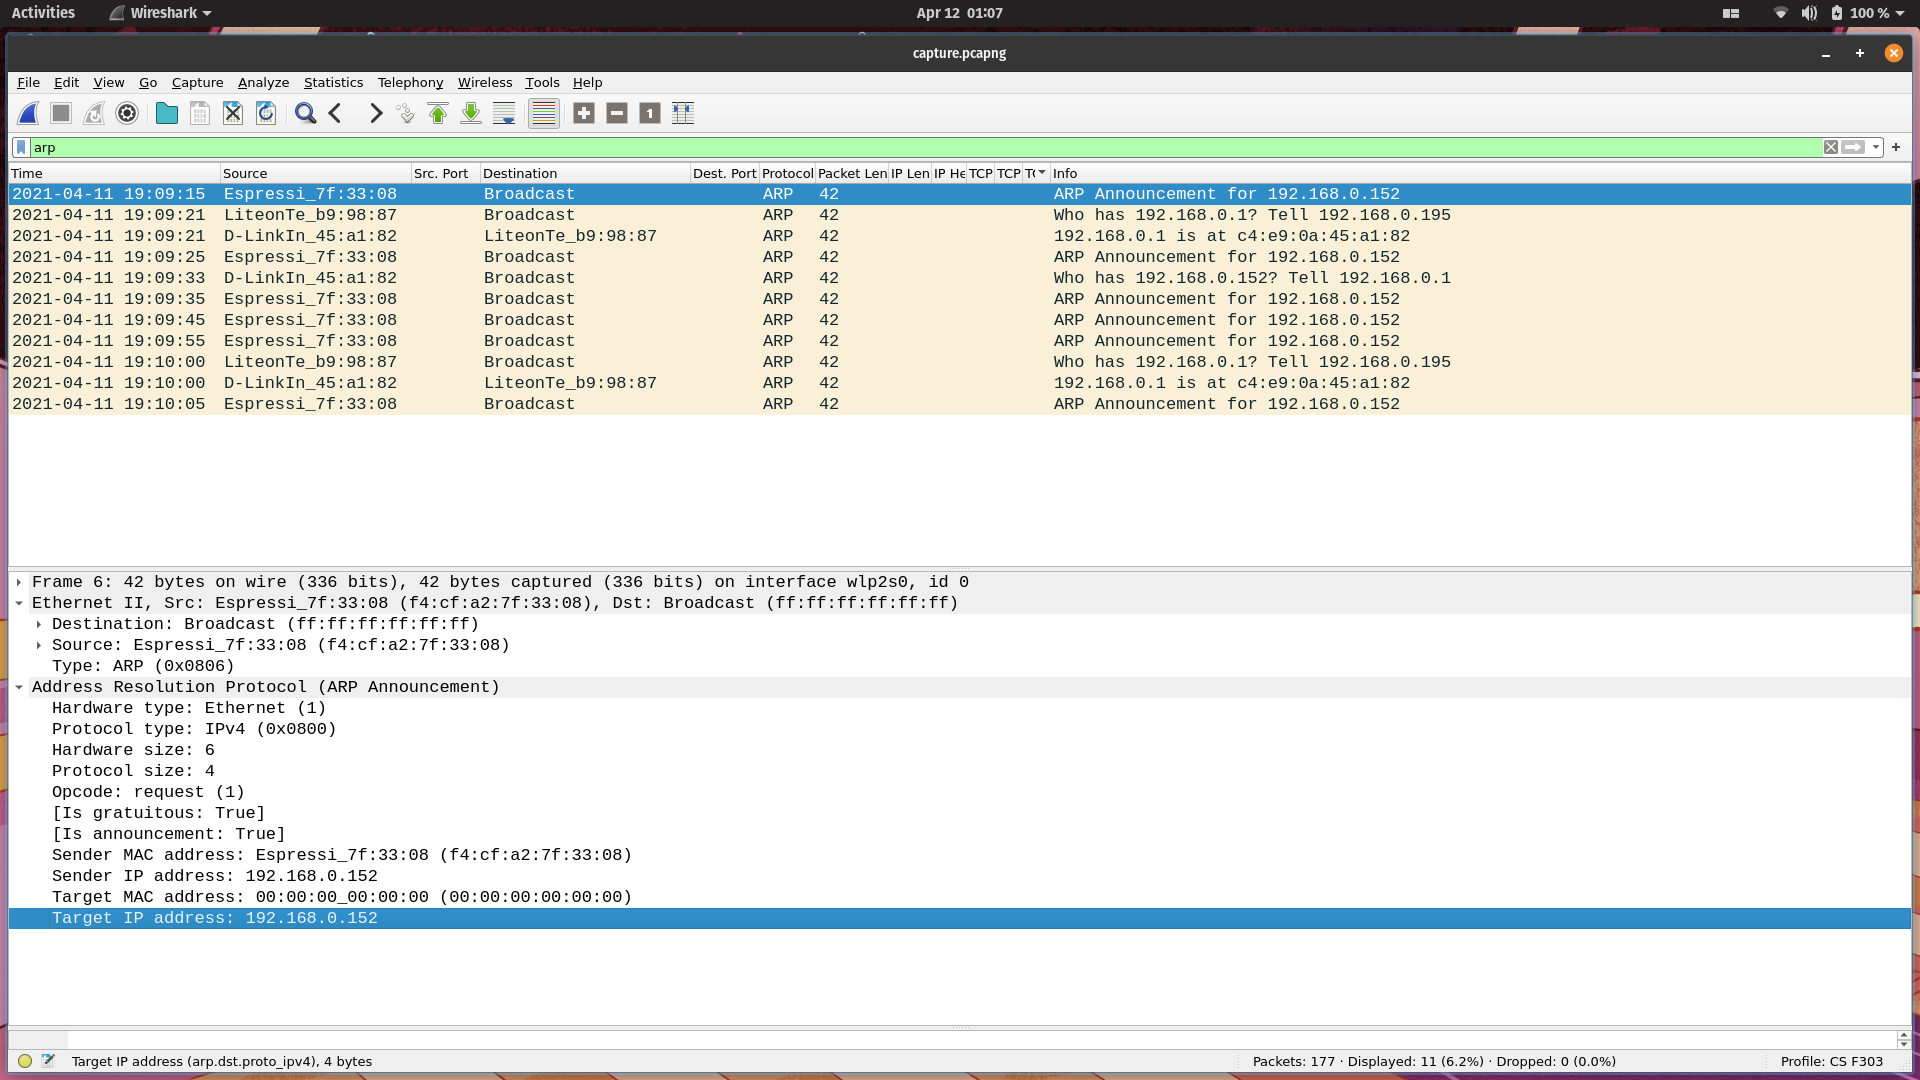 Activities Wireshark Apr 12 01:07 100 %
capture.pcapng
File Edit View Go Capture Analyze Statistics Telephony Wireless Tools Help
arp
Time Source Src. Port Destination Dest. Port Protocol Packet Len IP Len IP He TCP TCP Info
2021-04-11 19:09:15 Espressi_7f:33:08 Broadcast ARP 42 ARP Announcement for 192.168.0.152
2021-04-11 19:09:21 LiteonTe_b9:98:87 Broadcast ARP 42 Who has 192.168.0.1? Tell 192.168.0.195
2021-04-11 19:09:21 D-LinkIn_45:a1:82 LiteonTe_b9:98:87 ARP 42 192.168.0.1 is at c4:e9:0a:45:a1:82
2021-04-11 19:09:25 Espressi_7f:33:08 Broadcast ARP 42 ARP Announcement for 192.168.0.152
2021-04-11 19:09:33 D-LinkIn_45:a1:82 Broadcast ARP 42 Who has 192.168.0.152? Tell 192.168.0.1
2021-04-11 19:09:35 Espressi_7f:33:08 Broadcast ARP 42 ARP Announcement for 192.168.0.152
2021-04-11 19:09:45 Espressi_7f:33:08 Broadcast ARP 42 ARP Announcement for 192.168.0.152
2021-04-11 19:09:55 Espressi_7f:33:08 Broadcast ARP 42 ARP Announcement for 192.168.0.152
2021-04-11 19:10:00 LiteonTe_b9:98:87 Broadcast ARP 42 Who has 192.168.0.1? Tell 192.168.0.195
2021-04-11 19:10:00 D-LinkIn_45:a1:82 LiteonTe_b9:98:87 ARP 42 192.168.0.1 is at c4:e9:0a:45:a1:82
2021-04-11 19:10:05 Espressi_7f:33:08 Broadcast ARP 42 ARP Announcement for 192.168.0.152
Frame 6: 42 bytes on wire (336 bits), 42 bytes captured (336 bits) on interface wlp2s0, id 0
Ethernet II, Src: Espressi_7f:33:08 (f4:cf:a2:7f:33:08), Dst: Broadcast (ff:ff:ff:ff:ff:ff)
Destination: Broadcast (ff:ff:ff:ff:ff:ff)
Source: Espressi_7f:33:08 (f4:cf:a2:7f:33:08)
Type: ARP (0x0806)
Address Resolution Protocol (ARP Announcement)
Hardware type: Ethernet (1)
Protocol type: IPv4 (0x0800)
Hardware size: 6
Protocol size: 4
Opcode: request (1)
[Is gratuitous: True]
[Is announcement: True]
Sender MAC address: Espressi_7f:33:08 (f4:cf:a2:7f:33:08)
Sender IP address: 192.168.0.152
Target MAC address: 00:00:00_00:00:00 (00:00:00:00:00:00)
Target IP address: 192.168.0.152
Target IP address (arp.dst.proto_ipv4), 4 bytes Packets: 177 · Displayed: 11 (6.2%) · Dropped: 0 (0.0%) Profile: CS F303